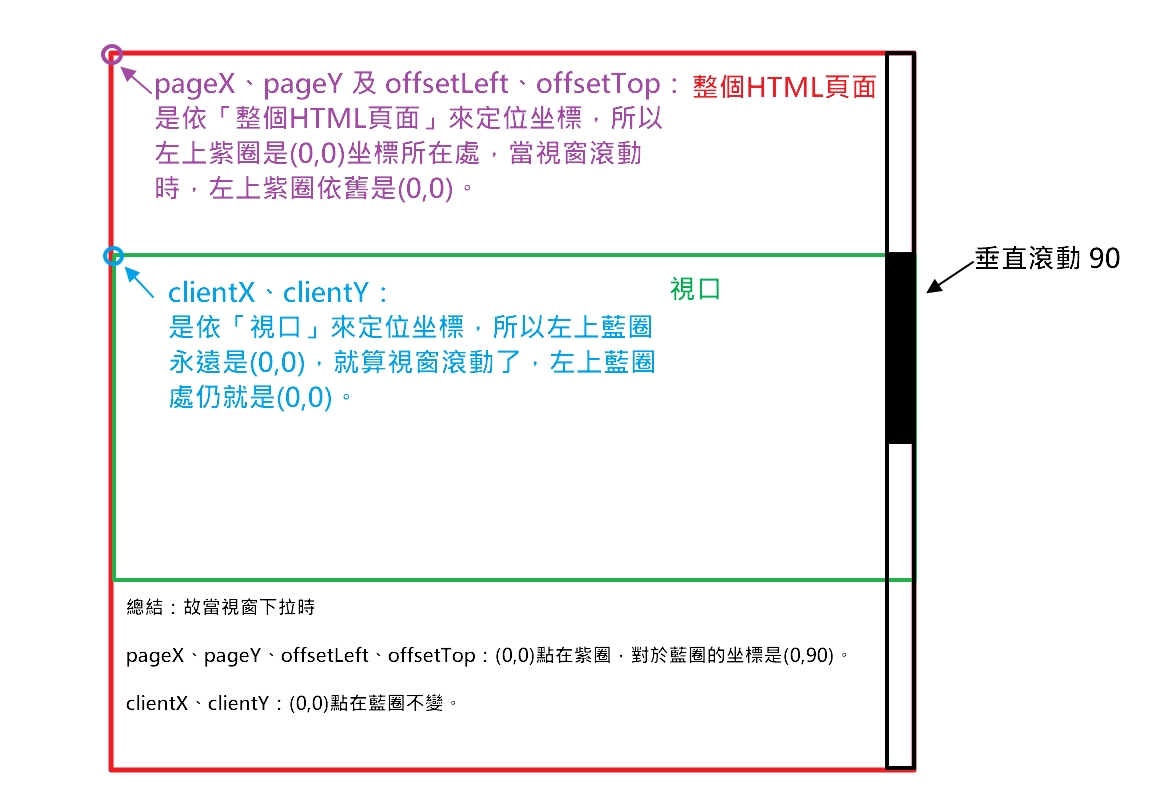 pageX、pageY 及 offsetLeft、offsetTop：
整個HTML頁面
是依「整個HTML頁面」來定位坐標，所以
左上紫圈是(0,0)坐標所在處，當視窗滾動
時，左上紫圈依舊是(0,0)。
垂直滾動 90
視口
clientX、clientY：
是依「視口」來定位坐標，所以左上藍圈
永遠是(0,0)，就算視窗滾動了，左上藍圈
處仍就是(0,0)。
總結：故當視窗下拉時
pageX、pageY、offsetLeft、offsetTop：(0,0)點在紫圈，對於藍圈的坐標是(0,90)。
clientX、clientY：(0,0)點在藍圈不變。